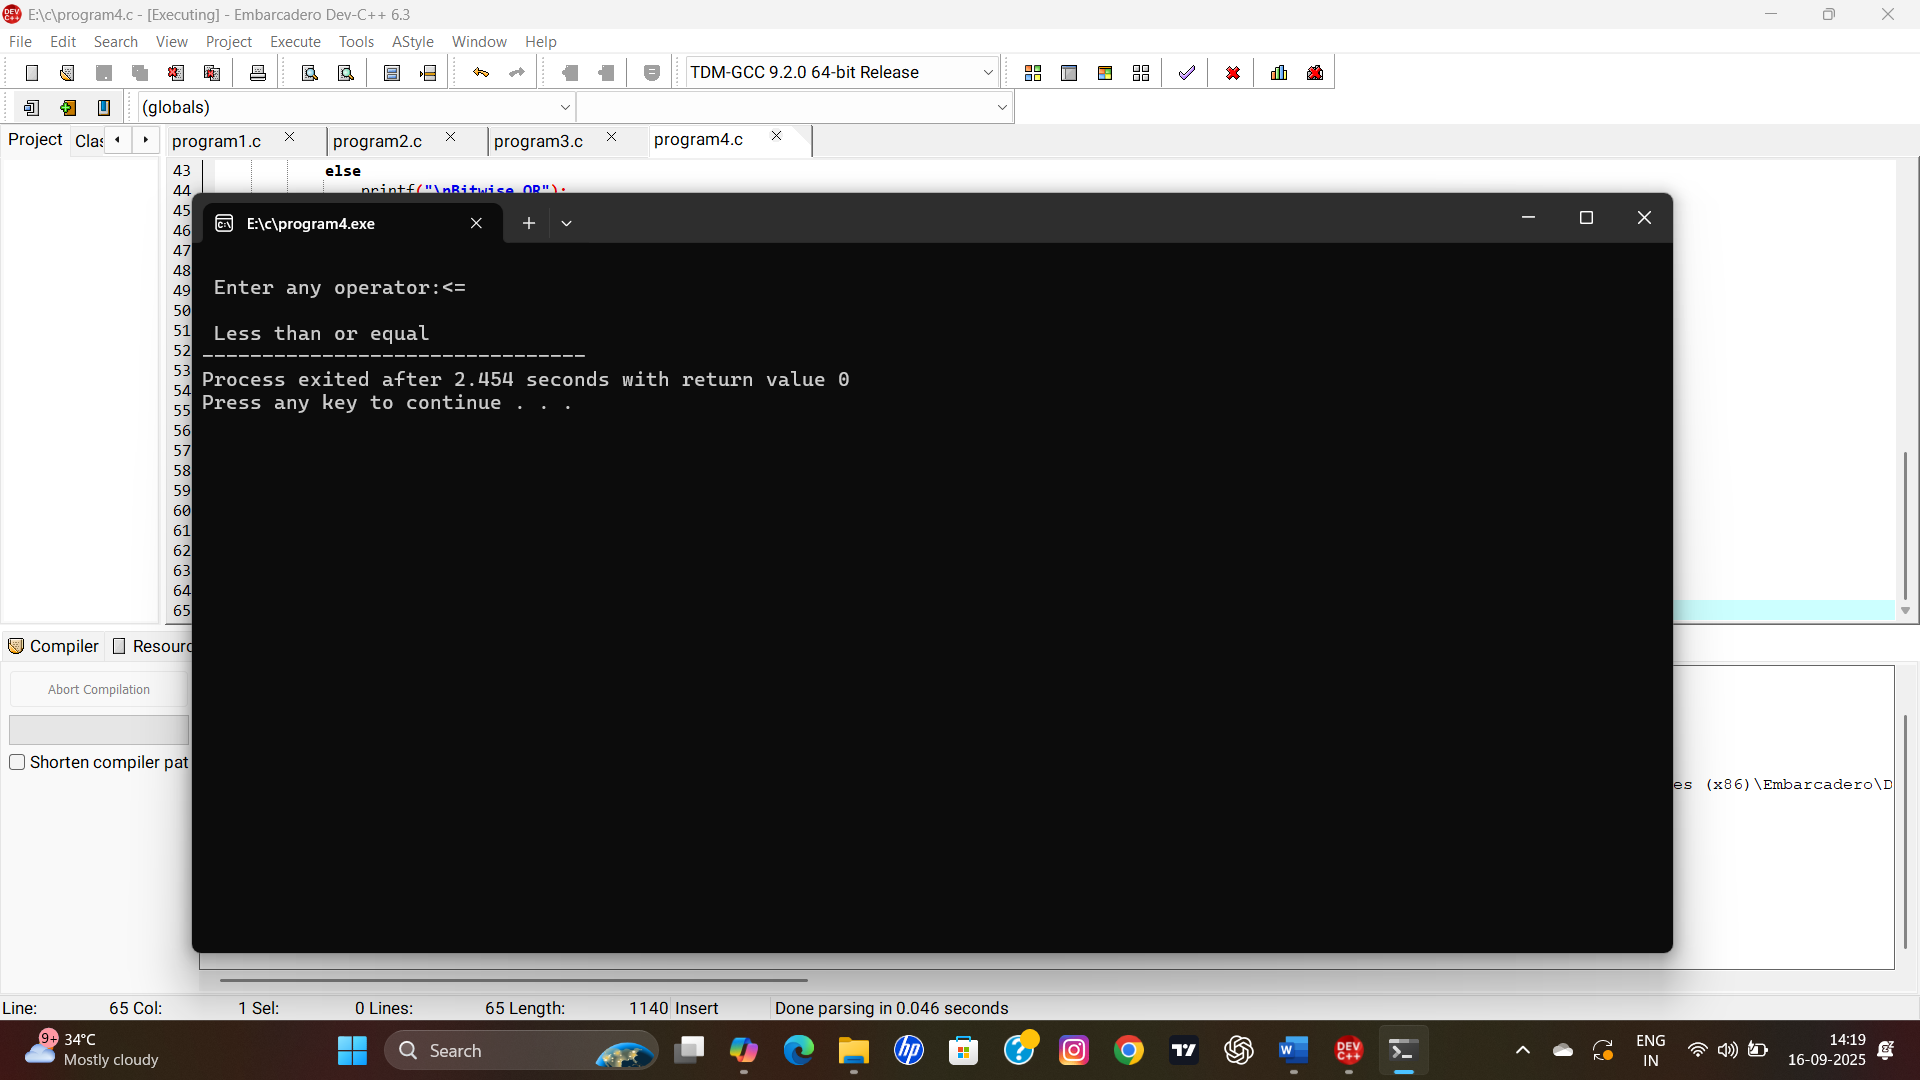 E:\c\program4.c - [Executing] - Embarcadero Dev-C++ 6.3
File Edit Search View Project Execute Tools AStyle Window Help
TDM-GCC 9.2.0 64-bit Release
(globals)
Project Clas program1.c program2.c program3.c program4.c
43 else
44 printf("\nBitwise OR");
45
46
47
48
49
50
51
52
53
54
55
56
57
58
59
60
61
62
63
64
65
E:\c\program4.exe
Enter any operator:<=
Less than or equal
--------------------------------
Process exited after 2.454 seconds with return value 0
Press any key to continue . . .
Compiler Resourc
Abort Compilation
Shorten compiler pat
es (x86)\Embarcadero\D
Line: 65 Col: 1 Sel: 0 Lines: 65 Length: 1140 Insert Done parsing in 0.046 seconds
9+ 34°C
Mostly cloudy
Search
ENG
IN
14:19
16-09-2025